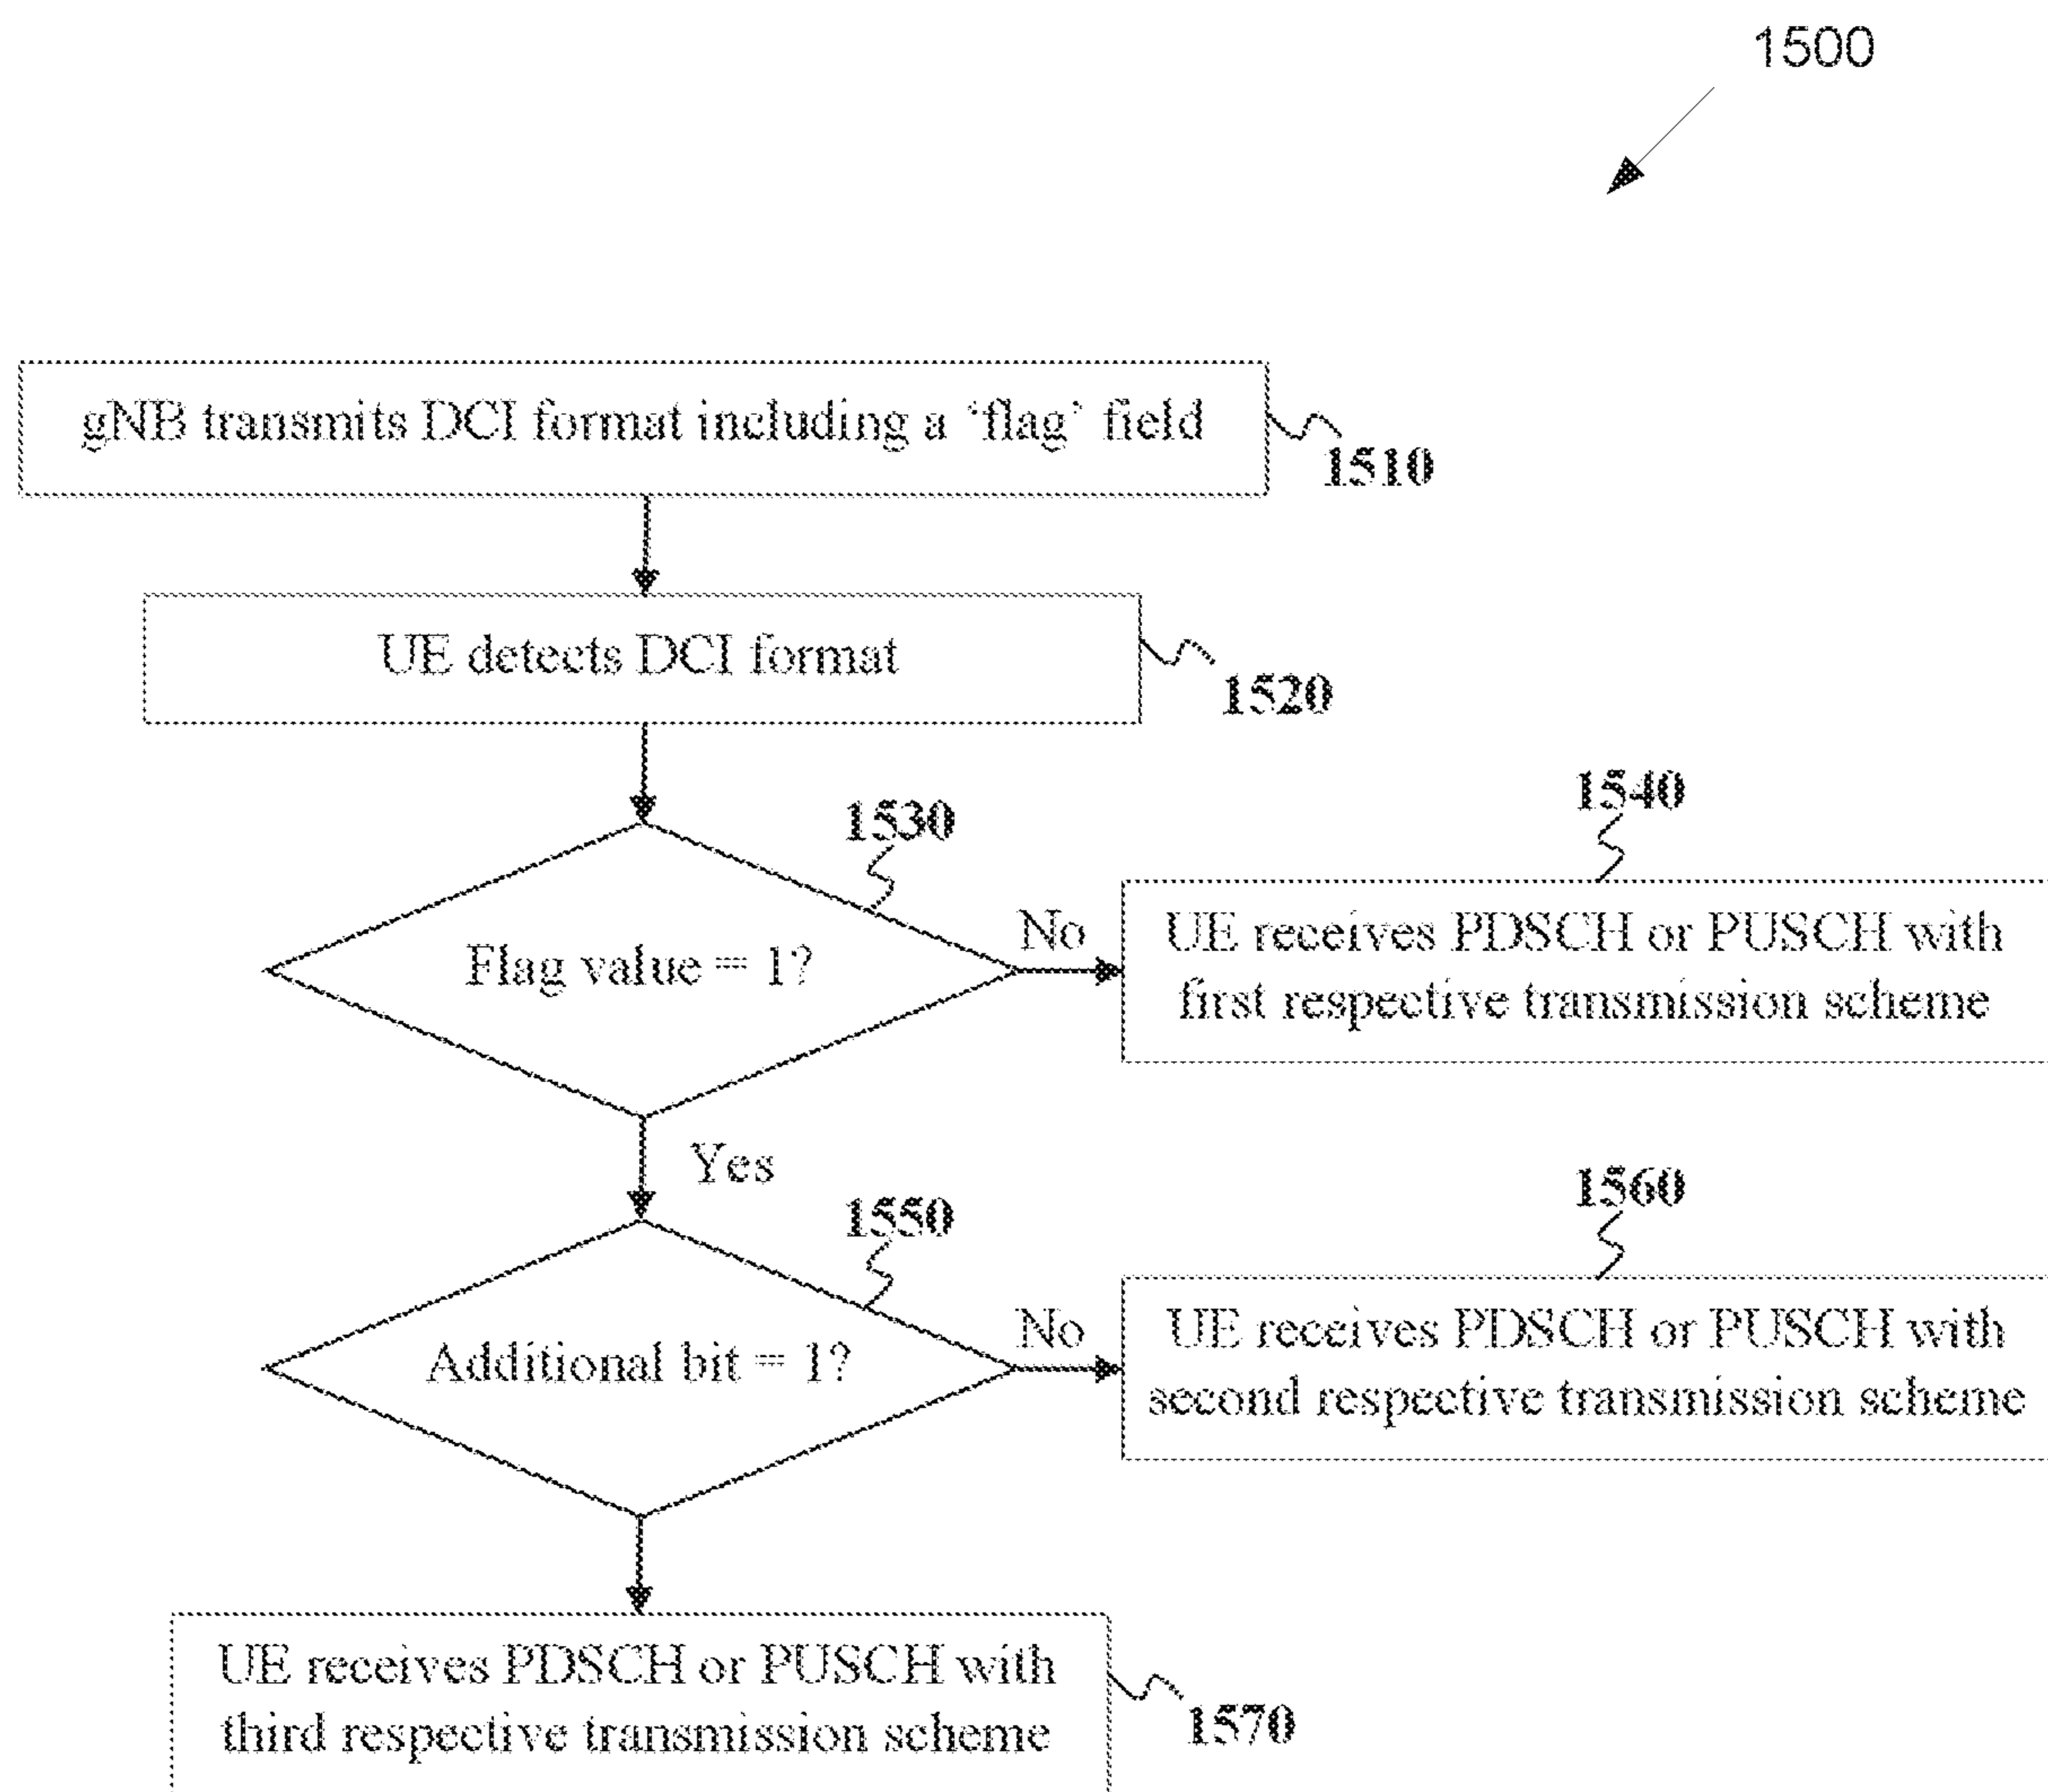 1500
gNB transmits DCI format including a ‘flag’ field
1510
UE detects DCI format
1520
1530
Flag value = 1?
No
1540
UE receives PDSCH or PUSCH with
first respective transmission scheme
Yes
1550
Additional bit = 1?
No
1560
UE receives PDSCH or PUSCH with
second respective transmission scheme
UE receives PDSCH or PUSCH with
third respective transmission scheme
1570